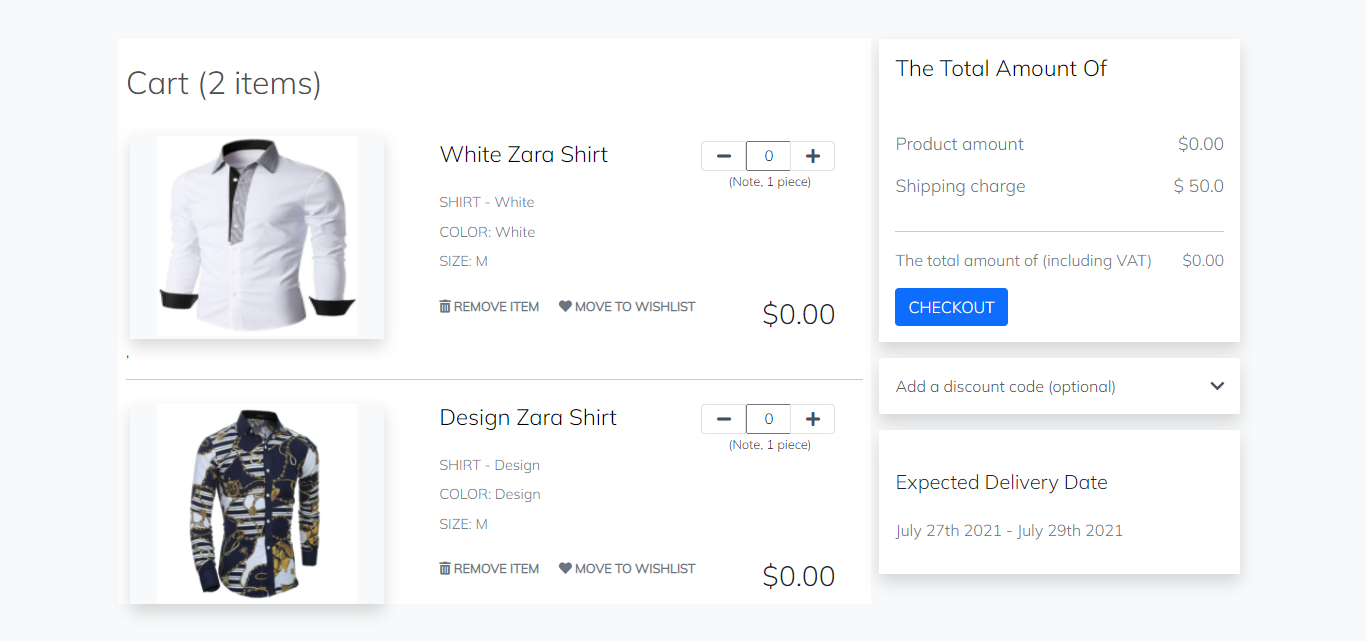 Cart (2 items)
White Zara Shirt
0
(Note, 1 piece)
SHIRT - White
COLOR: White
SIZE: M
REMOVE ITEM MOVE TO WISHLIST
$0.00
,
Design Zara Shirt
0
(Note, 1 piece)
SHIRT - Design
COLOR: Design
SIZE: M
REMOVE ITEM MOVE TO WISHLIST
$0.00
The Total Amount Of
Product amount $0.00
Shipping charge $ 50.0
The total amount of (including VAT) $0.00
CHECKOUT
Add a discount code (optional)
Expected Delivery Date
July 27th 2021 - July 29th 2021